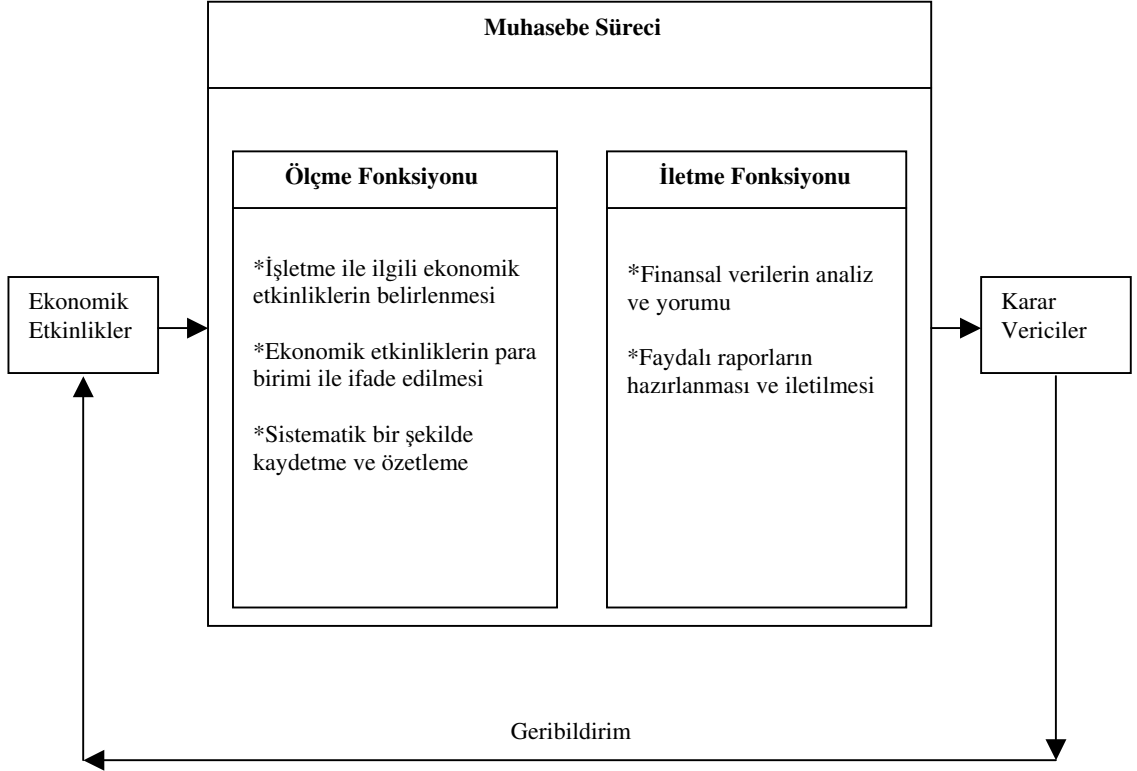 Muhasebe Süreci
Ölçme Fonksiyonu
*İşletme ile ilgili ekonomik
etkinliklerin belirlenmesi
*Ekonomik etkinliklerin para
birimi ile ifade edilmesi
*Sistematik bir şekilde
kaydetme ve özetleme
İletme Fonksiyonu
*Finansal verilerin analiz
ve yorumu
*Faydalı raporların
hazırlanması ve iletilmesi
Ekonomik
Etkinlikler
Karar
Vericiler
Geribildirim